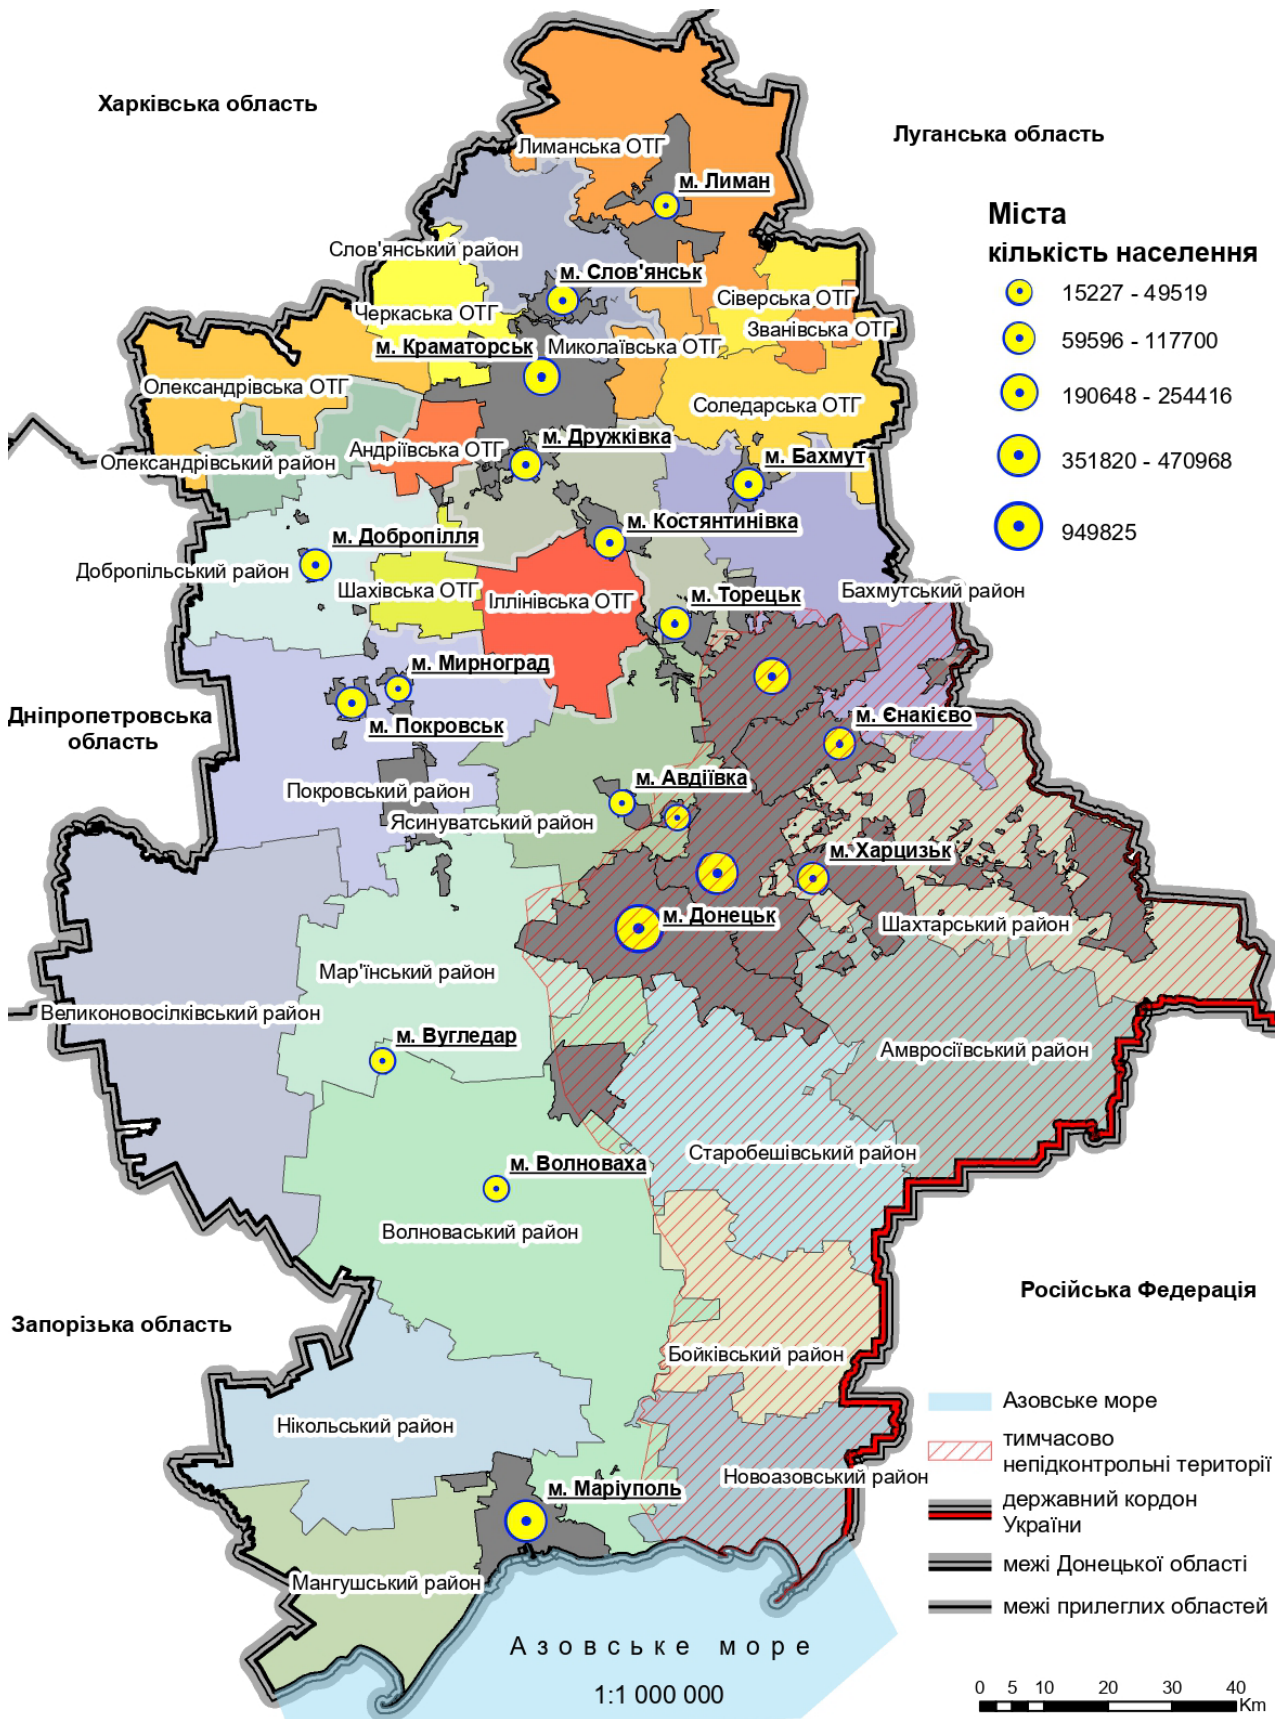 Харківська область
Луганська область
Лиманська ОТГ
м. Лиман
Міста
кількість населення
15227 - 49519
59596 - 117700
190648 - 254416
351820 - 470968
949825
Слов'янський район
м. Слов'янськ
Сіверська ОТГ
Черкаська ОТГ
Званівська ОТГ
м. Краматорськ
Миколаївська ОТГ
Олександрівська ОТГ
Соледарська ОТГ
м. Дружківка
Андріївська ОТГ
м. Бахмут
Олександрівський район
м. Костянтинівка
м. Добропілля
Добропільський район
Шахівська ОТГ
Іллінівська ОТГ
Бахмутський район
м. Торецьк
м. Мирноград
Дніпропетровська
область
м. Покровськ
м. Єнакієво
м. Авдіївка
Покровський район
Ясинуватський район
м. Харцизьк
м. Донецьк
Шахтарський район
Мар'їнський район
Великоновосілківський район
м. Вугледар
Амвросіївський район
Старобешівський район
м. Волноваха
Волноваський район
Російська Федерація
Запорізька область
Бойківський район
Нікольський район
Новоазовський район
м. Маріуполь
Мангушський район
Азовське море
тимчасово
непідконтрольні території
державний кордон
України
межі Донецької області
межі прилеглих областей
Азовське море
1:1 000 000
0 5 10 20 30 40
Km